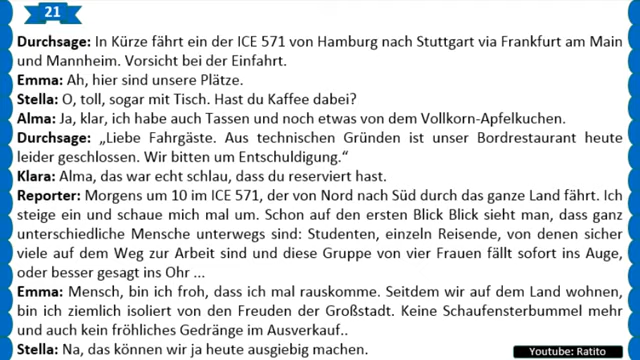 21
Durchsage: In Kürze fährt ein der ICE 571 von Hamburg nach Stuttgart via Frankfurt am Main
und Mannheim. Vorsicht bei der Einfahrt.
Emma: Ah, hier sind unsere Plätze.
Stella: O, toll, sogar mit Tisch. Hast du Kaffee dabei?
Alma: Ja, klar, ich habe auch Tassen und noch etwas von dem Vollkorn-Apfelkuchen.
Durchsage: „Liebe Fahrgäste. Aus technischen Gründen ist unser Bordrestaurant heute
leider geschlossen. Wir bitten um Entschuldigung.“
Klara: Alma, das war echt schlau, dass du reserviert hast.
Reporter: Morgens um 10 im ICE 571, der von Nord nach Süd durch das ganze Land fährt. Ich
steige ein und schaue mich mal um. Schon auf den ersten Blick Blick sieht man, dass ganz
unterschiedliche Mensche unterwegs sind: Studenten, einzeln Reisende, von denen sicher
viele auf dem Weg zur Arbeit sind und diese Gruppe von vier Frauen fällt sofort ins Auge,
oder besser gesagt ins Ohr ...
Emma: Mensch, bin ich froh, dass ich mal rauskomme. Seitdem wir auf dem Land wohnen,
bin ich ziemlich isoliert von den Freuden der Großstadt. Keine Schaufensterbummel mehr
und auch kein fröhliches Gedränge im Ausverkauf..
Stella: Na, das können wir ja heute ausgiebig machen.
Youtube: Ratito